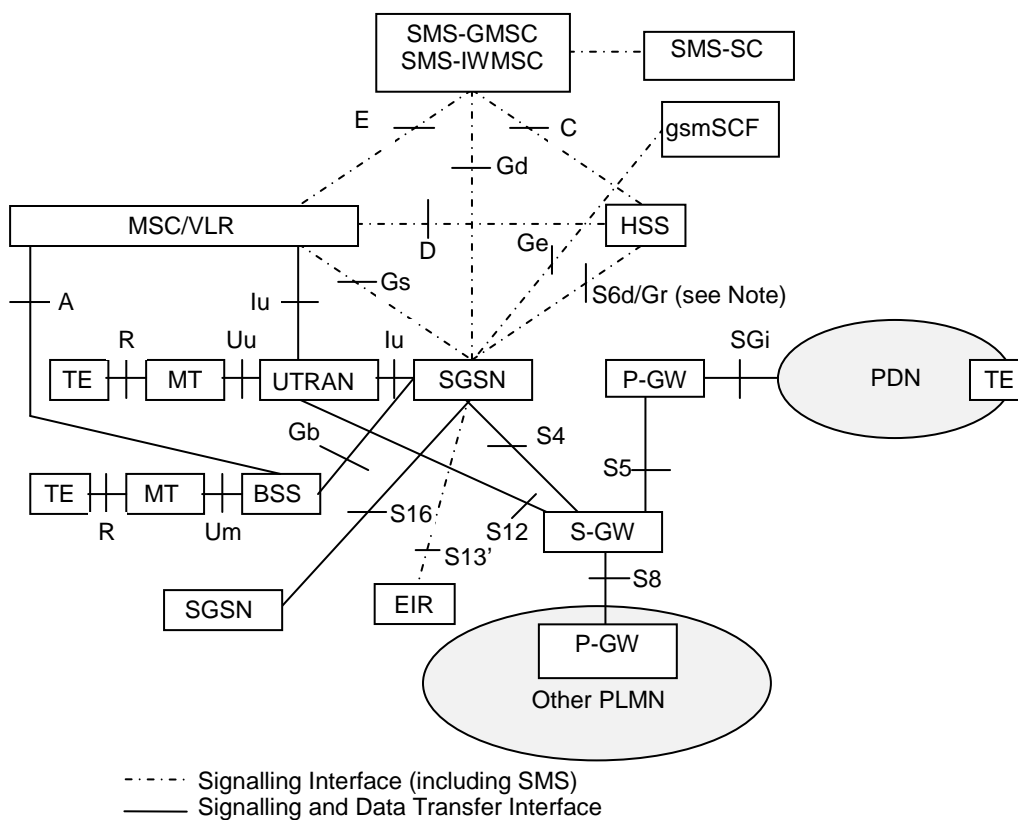 SMS-GMSC
SMS-IWMSC
SMS-SC
E
C
gsmSCF
Gd
MSC/VLR
HSS
D
Ge
Gs
S6d/Gr (see Note)
A
Iu
SGi
R
Uu
Iu
TE
MT
UTRAN
SGSN
P-GW
PDN
TE
Gb
S4
S5
TE
MT
BSS
S16
S12
S-GW
R
Um
S13’
S8
SGSN
EIR
P-GW
Other PLMN
Signalling Interface (including SMS)
Signalling and Data Transfer Interface